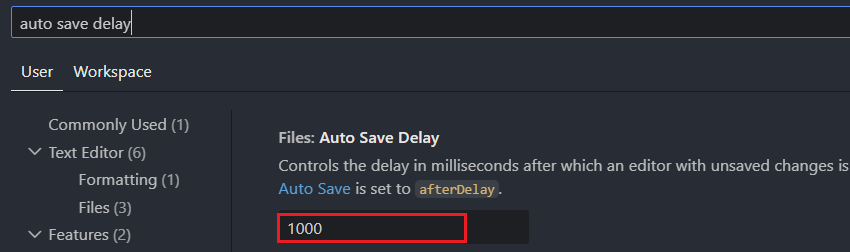 auto save delay
User
Workspace
Commonly Used (1)
Text Editor (6)
Formatting (1)
Files (3)
Features (2)
Files: Auto Save Delay
Controls the delay in milliseconds after which an editor with unsaved changes is
Auto Save is set to afterDelay.
1000